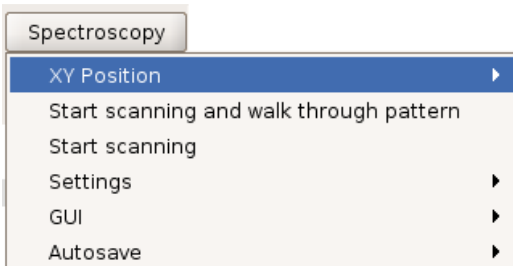 Spectroscopy
XY Position
Start scanning and walk through pattern
Start scanning
Settings
GUI
Autosave